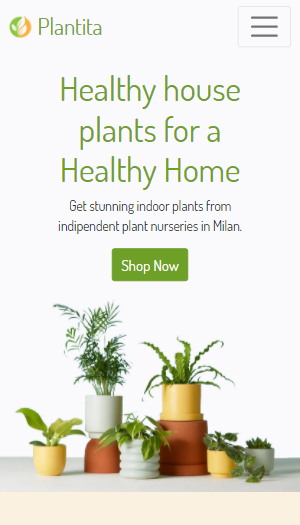 Plantita
Healthy house
plants for a
Healthy Home
Get stunning indoor plants from
indipendent plant nurseries in Milan.
Shop Now